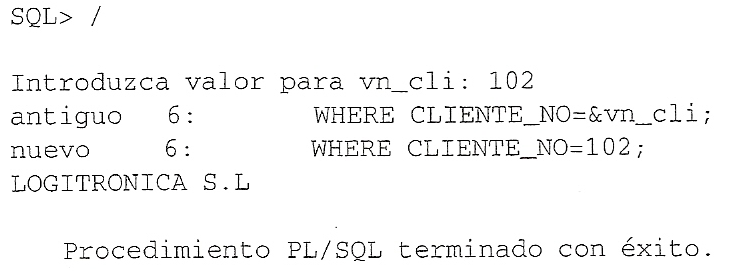 SQL> /
Introduzca valor para vn_cli: 102
antiguo 6: WHERE CLIENTE_NO=&vn_cli;
nuevo 6: WHERE CLIENTE_NO=102;
LOGITRONICA S.L
Procedimiento PL/SQL terminado con éxito.